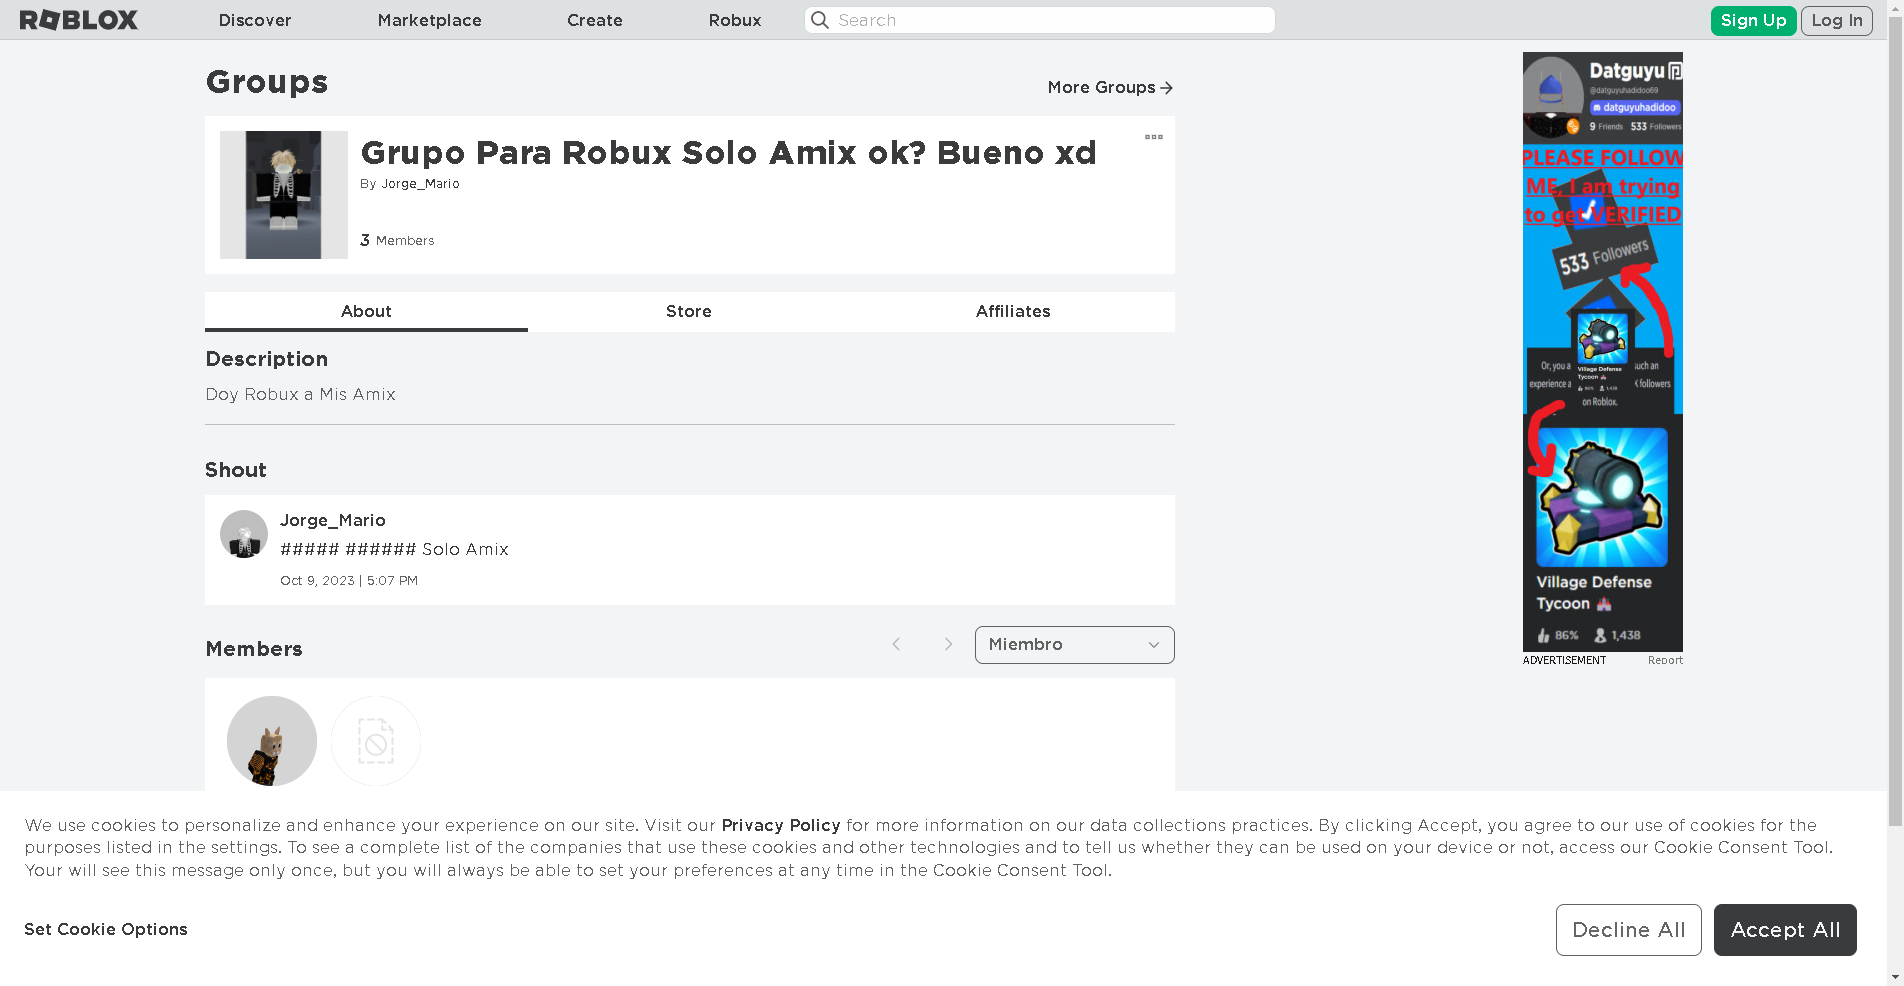 ROBLOX Discover Marketplace Create Robux Search Sign Up Log In
Groups
More Groups
Grupo Para Robux Solo Amix ok? Bueno xd
By Jorge_Mario
3 Members
About Store Affiliates
Description
Doy Robux a Mis Amix
Shout
Jorge_Mario
##### ###### Solo Amix
Oct 9, 2023 | 5:07 PM
Members
Miembro
Datguyu
@datguyuhadidoo69
datguyuhadidoo
9 Friends 533 Followers
PLEASE FOLLOW
ME, I am trying
to get VERIFIED
533 Followers
Or, you a
such an
experience a
followers
on Roblox.
Village Defense
Tycoon
86% 1,438
Village Defense
Tycoon
86% 1,438
ADVERTISEMENT Report
We use cookies to personalize and enhance your experience on our site. Visit our Privacy Policy for more information on our data collections practices. By clicking Accept, you agree to our use of cookies for the
purposes listed in the settings. To see a complete list of the companies that use these cookies and other technologies and to tell us whether they can be used on your device or not, access our Cookie Consent Tool.
Your will see this message only once, but you will always be able to set your preferences at any time in the Cookie Consent Tool.
Set Cookie Options
Decline All
Accept All